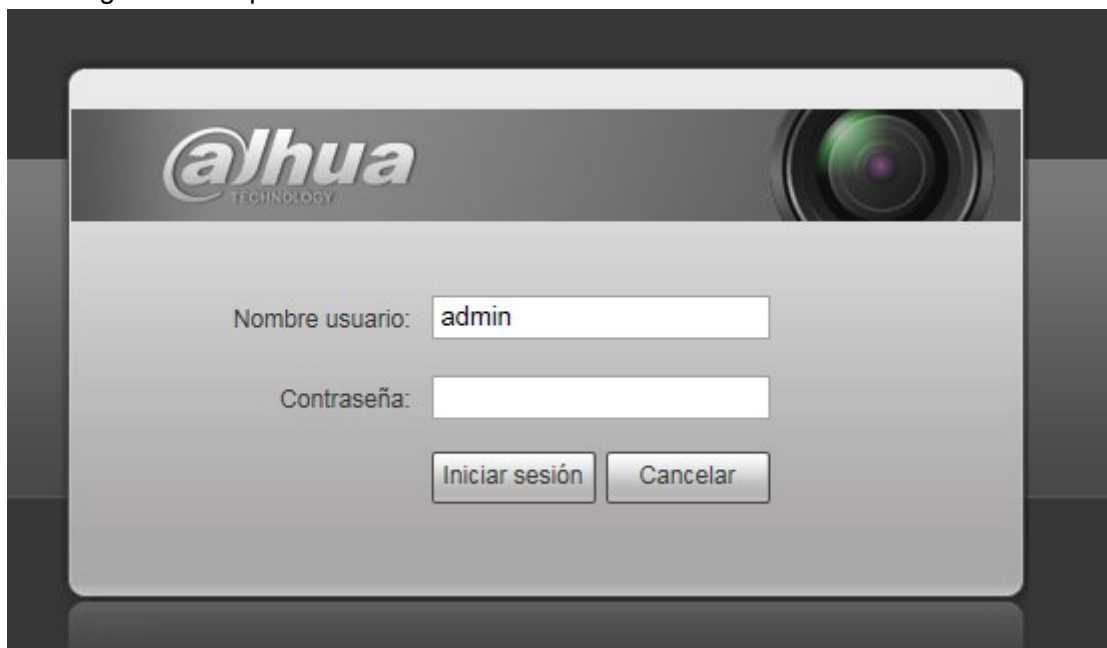 alhua
TECHNOLOGY
Nombre usuario: admin
Contraseña:
Iniciar sesión Cancelar